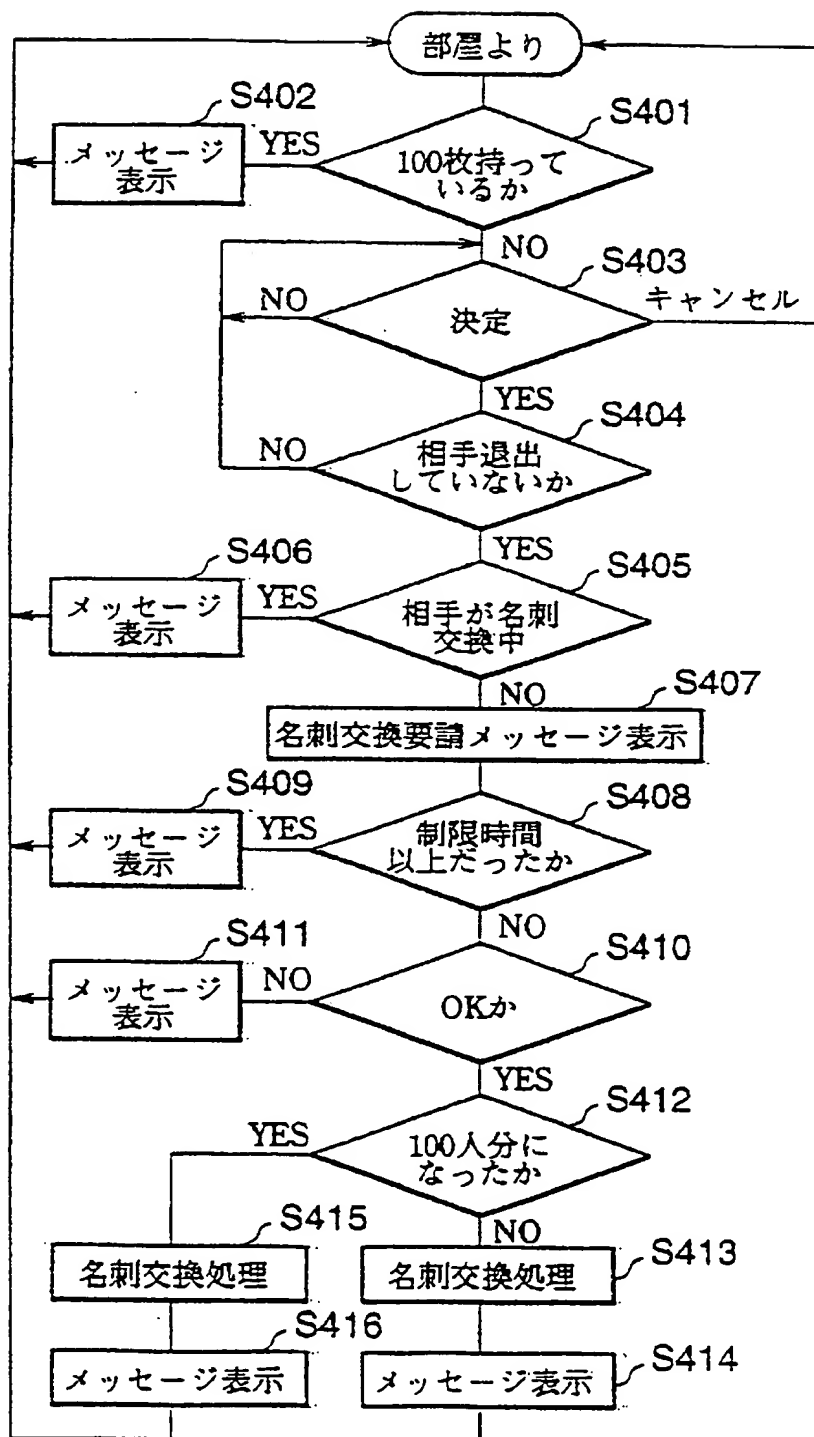 部屋より
S402
S401
メッセージ
表示
YES
100枚持って
いるか
NO
S403
NO
決定
キャンセル
YES
S404
NO
相手退出
していないか
YES
S406
S405
メッセージ
表示
YES
相手が名刺
交換中
NO
S407
名刺交換要請メッセージ表示
S409
S408
メッセージ
表示
YES
制限時間
以上だったか
NO
S411
S410
メッセージ
表示
NO
OKか
YES
S412
YES
100人分に
なったか
S415
NO
S413
名刺交換処理
名刺交換処理
S416
S414
メッセージ表示
メッセージ表示